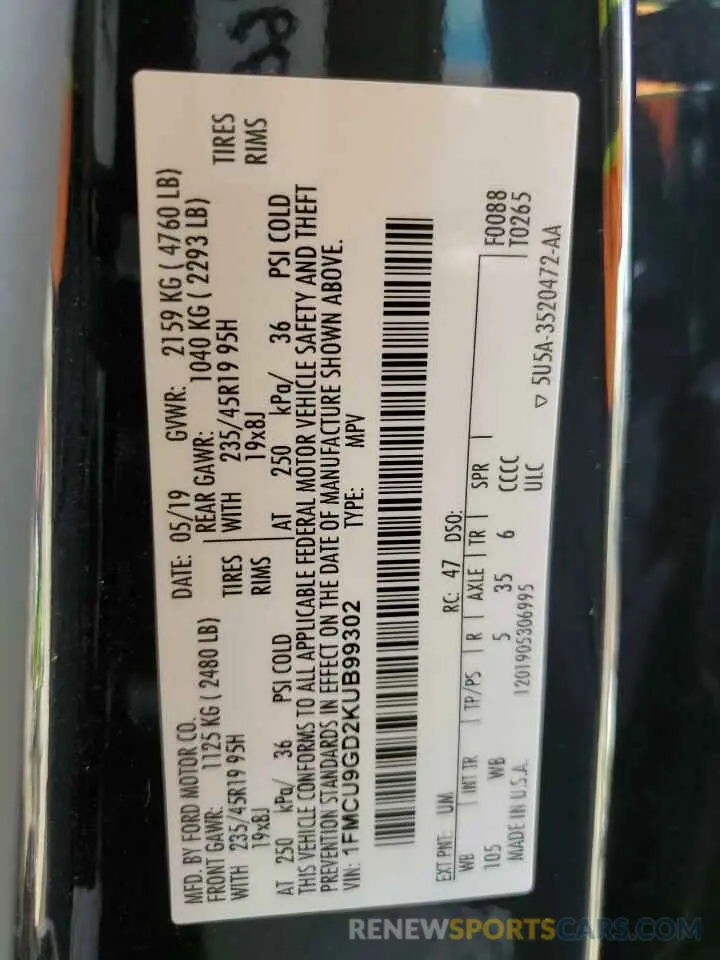 MFD. BY FORD MOTOR CO.
DATE: 05/19 GVWR: 2159 KG ( 4760 LB)
FRONT GAWR: 1125 KG ( 2480 LB) REAR GAWR: 1040 KG ( 2293 LB)
WITH 235/45R19 95H TIRES WITH 235/45R19 95H TIRES
19x8J RIMS 19x8J RIMS
AT 250 kPa/ 36 PSI COLD AT 250 kPa/ 36 PSI COLD
THIS VEHICLE CONFORMS TO ALL APPLICABLE FEDERAL MOTOR VEHICLE SAFETY AND THEFT
PREVENTION STANDARDS IN EFFECT ON THE DATE OF MANUFACTURE SHOWN ABOVE.
VIN: 1FMCU9GD2KUB99302 TYPE: MPV
EXT PNT: UM RC: 47 DSO: F0088
WB INT TR TP/PS R AXLE TR SPR T0265
105 WB 5 35 6 CCCC
MADE IN U.S.A. 1201905306995 ULC ▽ 5U5A-3520472-AA
RENEWSPORTSCARS.COM